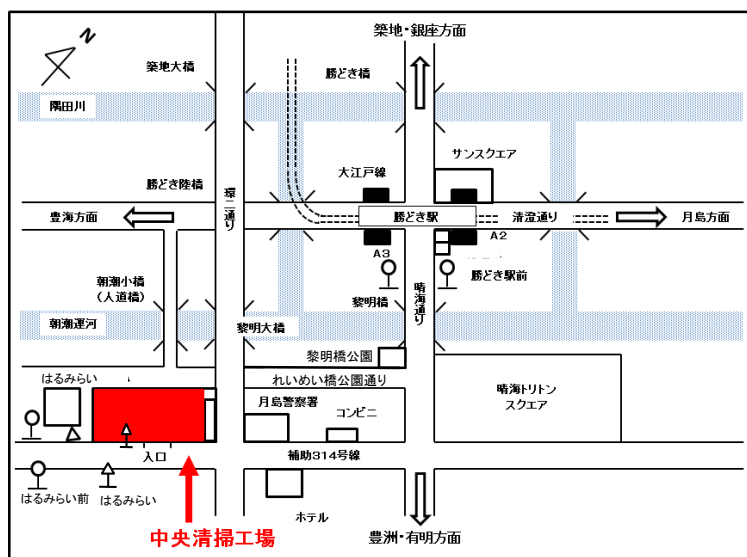 N
築地・銀座方面
築地大橋
勝どき橋
隅田川
サンスクエア
大江戸線
勝どき陸橋
環二通り
豊海方面
勝どき駅
清澄通り
月島方面
A3
A2
朝潮小橋
(人道橋)
勝どき駅前
晴海通り
黎明橋
朝潮運河
黎明大橋
黎明橋公園
はるみらい
れいめい橋公園通り
月島警察署
コンビニ
晴海トリトン
スクエア
入口
補助314号線
はるみらい前
はるみらい
中央清掃工場
ホテル
豊洲・有明方面